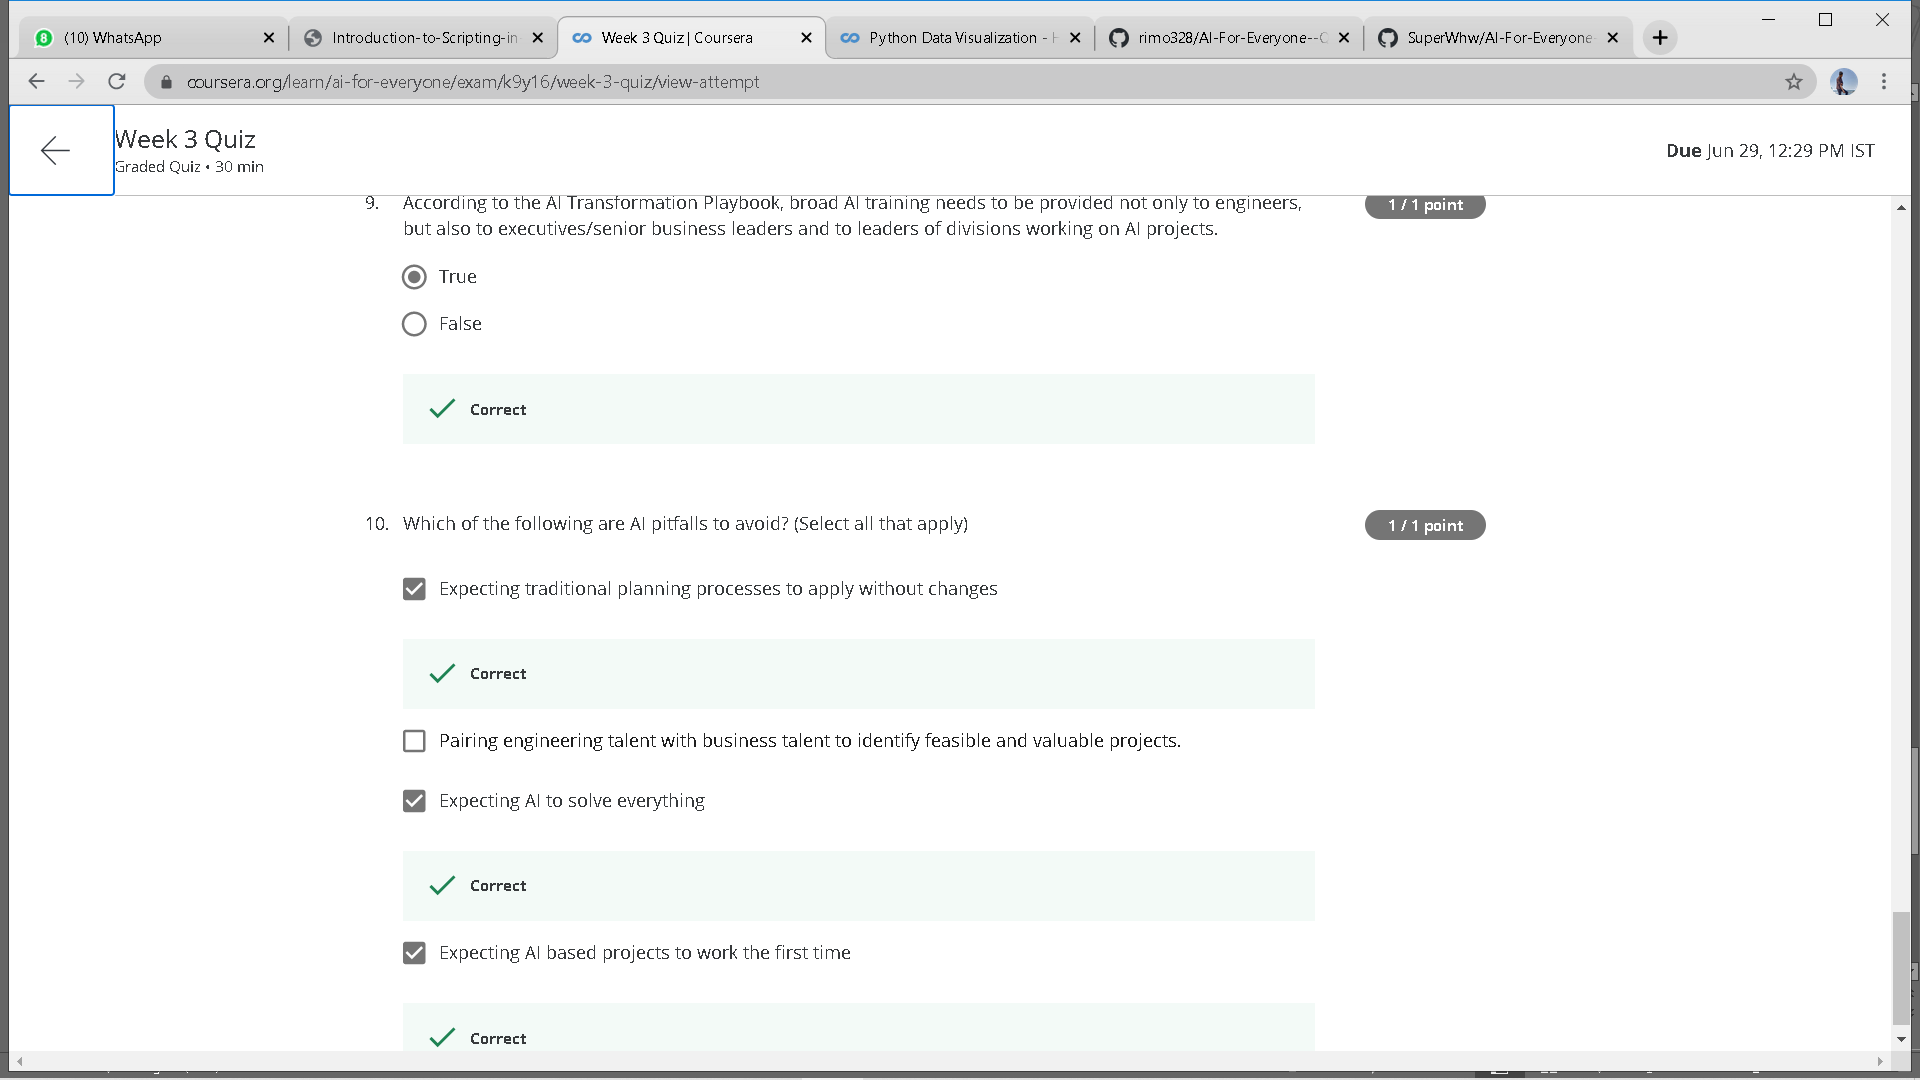 8 (10) WhatsApp
Introduction-to-Scripting-in
Week 3 Quiz | Coursera
Python Data Visualization -
rimo328/AI-For-Everyone--
SuperWhw/AI-For-Everyone
coursera.org/learn/ai-for-everyone/exam/k9y16/week-3-quiz/view-attempt
Week 3 Quiz
Graded Quiz • 30 min
Due Jun 29, 12:29 PM IST
9. According to the AI Transformation Playbook, broad AI training needs to be provided not only to engineers,
but also to executives/senior business leaders and to leaders of divisions working on AI projects.
1 / 1 point
True
False
Correct
10. Which of the following are AI pitfalls to avoid? (Select all that apply)
1 / 1 point
Expecting traditional planning processes to apply without changes
Correct
Pairing engineering talent with business talent to identify feasible and valuable projects.
Expecting AI to solve everything
Correct
Expecting AI based projects to work the first time
Correct